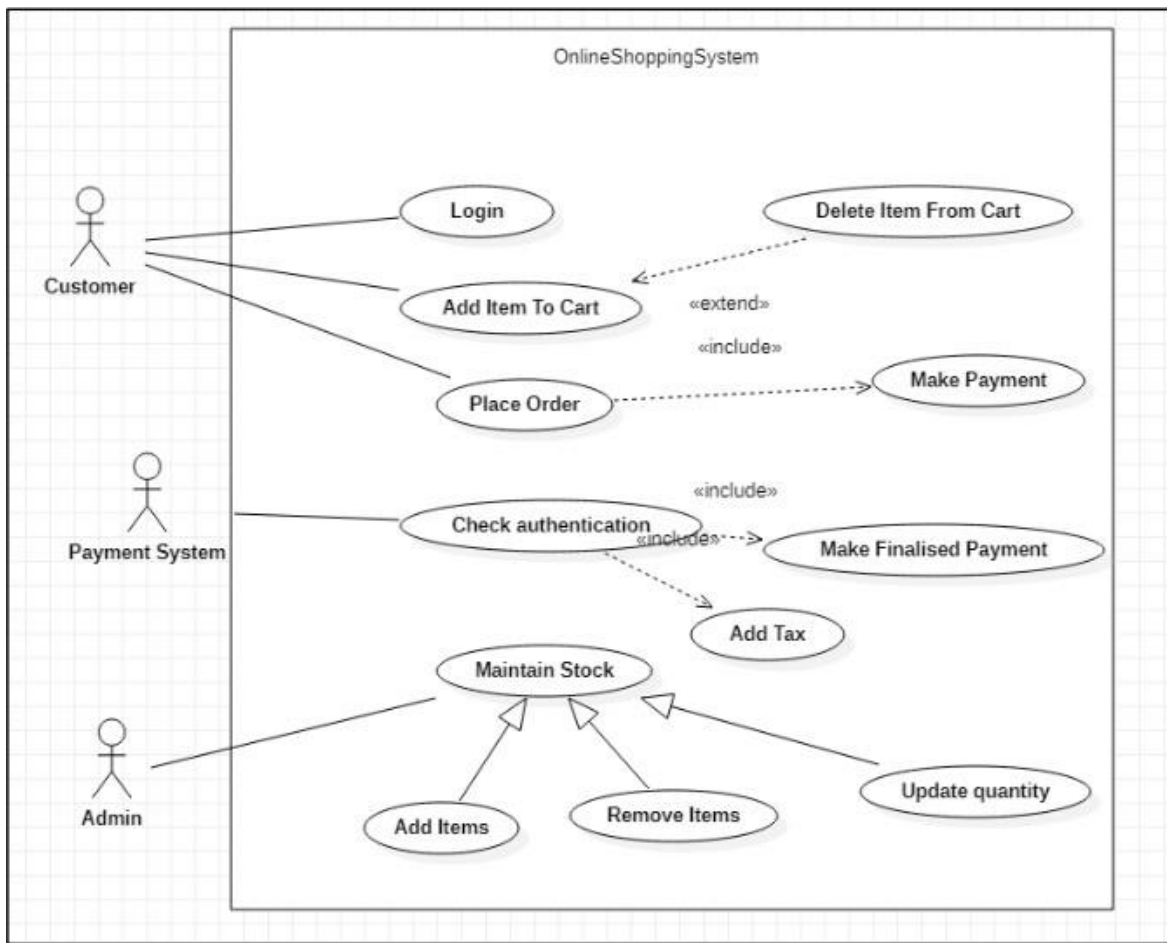 OnlineShoppingSystem
Login
Delete Item From Cart
Customer
Add Item To Cart
«extend»
«include»
Make Payment
Place Order
«include»
Check authentication
«include»
Payment System
Make Finalised Payment
Add Tax
Maintain Stock
Update quantity
Admin
Add Items
Remove Items